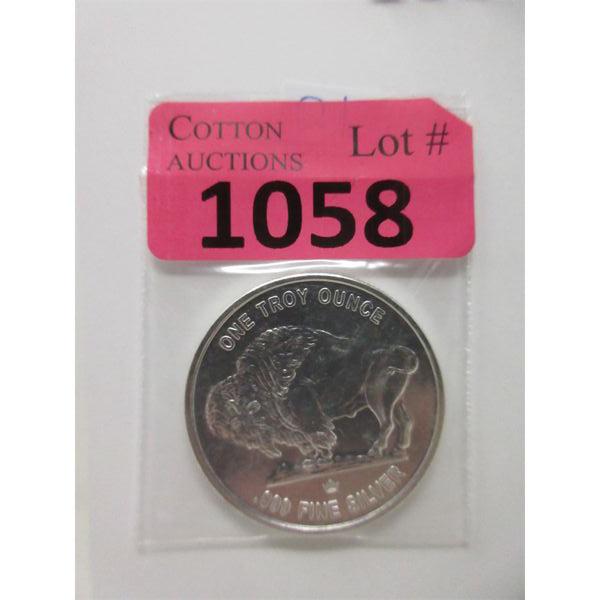 COTTON
AUCTIONS
Lot #
1058
ONE TROY OUNCE
.999 FINE SILVER